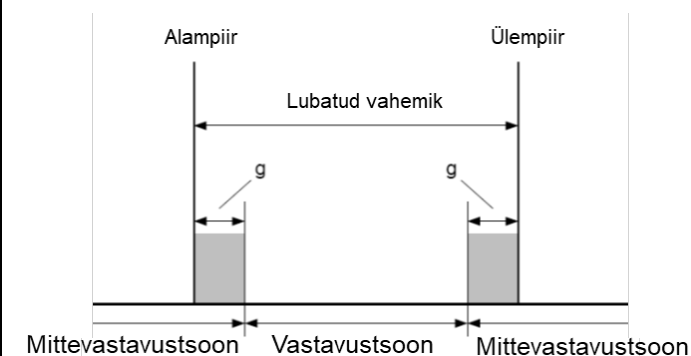 Alampiir Ülempiir
Lubatud vahemik
g g
Mittevastavustsoon Vastavustsoon Mittevastavustsoon